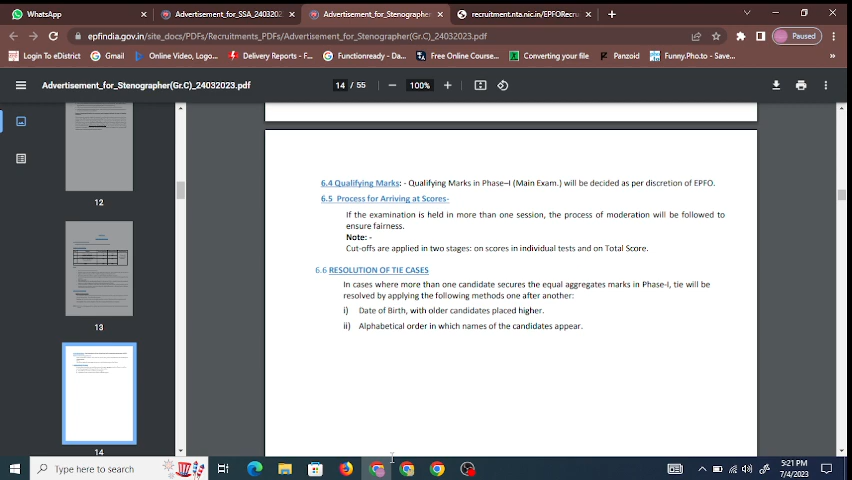 WhatsApp
Advertisement_for_SSA_24032023
Advertisement_for_Stenographer
recruitment.nta.nic.in/EPFORecru
epfindia.gov.in/site_docs/PDFs/Recruitments_PDFs/Advertisement_for_Stenographer(Gr.C)_24032023.pdf
Paused
Login To eDistrict
Gmail
Online Video, Logo...
Delivery Reports - F...
Functionready - Da...
Free Online Course...
Converting your email
Panzoid
Funny.Pho.to - Save...
Advertisement_for_Stenographer(Gr.C)_24032023.pdf
14 / 55
100%
12
13
14
6.4 Qualifying Marks: - Qualifying Marks in Phase–I (Main Exam.) will be decided as per discretion of EPFO.
6.5 Process for Arriving at Scores-
If the examination is held in more than one session, the process of moderation will be followed to
ensure fairness.
Note: -
Cut-offs are applied in two stages: on scores in individual tests and on Total Score.
6.6 RESOLUTION OF TIE CASES
In cases where more than one candidate secures the equal aggregates marks in Phase-I, tie will be
resolved by applying the following methods one after another:
i) Date of Birth, with older candidates placed higher.
ii) Alphabetical order in which names of the candidates appear.
Type here to search
5:21 PM
7/4/2023